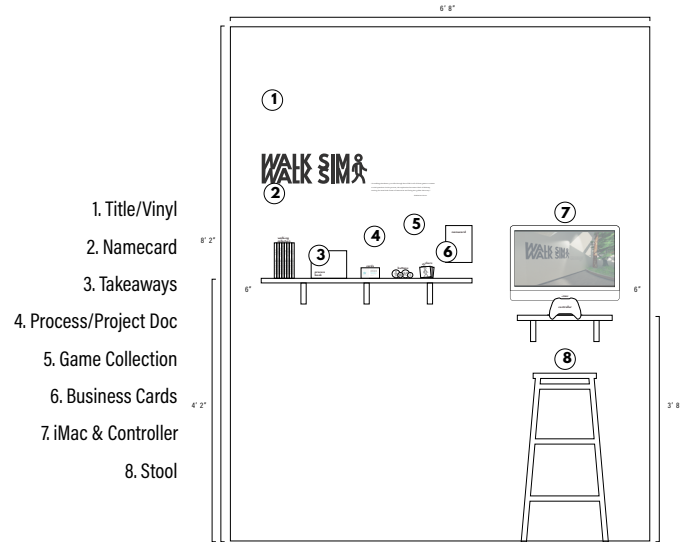 6' 8"
1
WALK SIM
WALK SIM
2
1. Title/Vinyl
2. Namecard
3. Takeaways
4. Process/Project Doc
5. Game Collection
6. Business Cards
7. iMac & Controller
8. Stool
8' 2"
4' 2"
6"
3
4
5
6
7
WALK SIM
WALK SIM
6"
8
3' 8